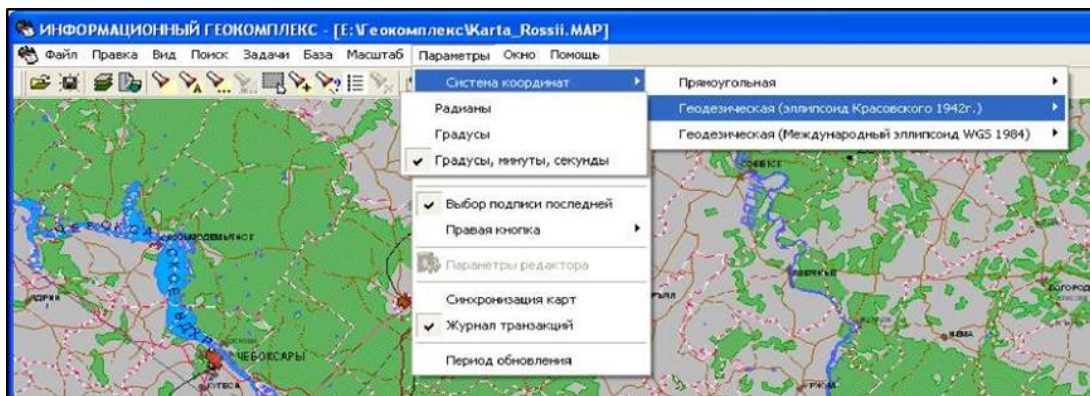 ИНФОРМАЦИОННЫЙ ГЕОКОМПЛЕКС - [E:\Геокомплекс\Karta_Rossii.MAP]
Файл Правка Вид Поиск Задачи База Масштаб Параметры Окно Помощь
Система координат
Прямоугольная
Радианы
Геодезическая (эллипсоид Красовского 1942г.)
Градусы
Геодезическая (Международный эллипсоид WGS 1984)
Градусы, минуты, секунды
Выбор подписи последней
Правая кнопка
Параметры редактора
Синхронизация карт
Журнал транзакций
Период обновления
ЧЕБОКСАРЫ